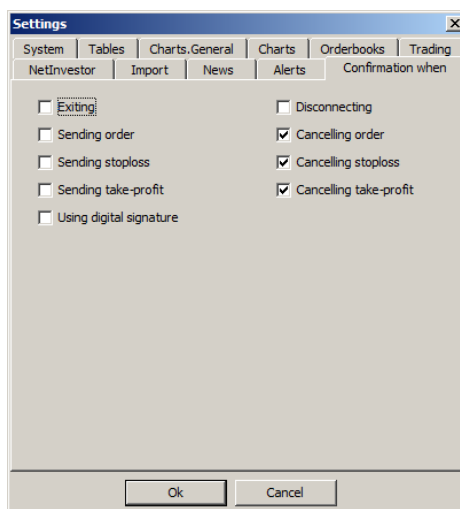 Settings
System Tables Charts.General Charts Orderbooks Trading
NetInvestor Import News Alerts Confirmation when
Exiting Disconnecting
Sending order Cancelling order
Sending stoploss Cancelling stoploss
Sending take-profit Cancelling take-profit
Using digital signature
Ok Cancel